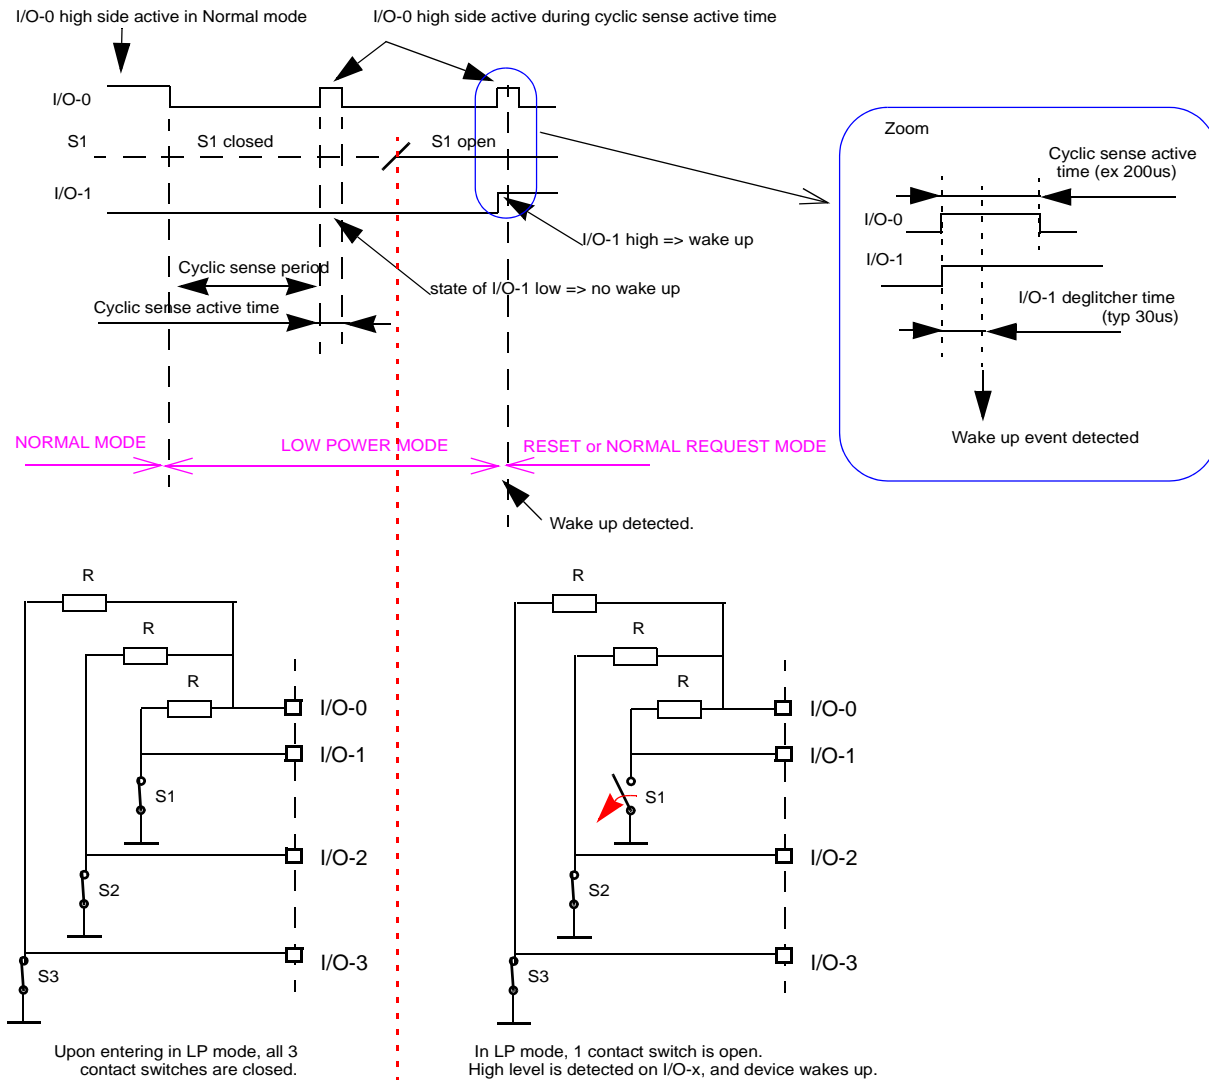 I/O-0 high side active in Normal mode
I/O-0 high side active during cyclic sense active time
I/O-0
S1
S1 closed
S1 open
I/O-1
I/O-1 high => wake up
Cyclic sense period
state of I/O-1 low => no wake up
Cyclic sense active time
Zoom
Cyclic sense active
time (ex 200us)
I/O-0
I/O-1
I/O-1 deglitcher time
(typ 30us)
Wake up event detected
NORMAL MODE
LOW POWER MODE
RESET or NORMAL REQUEST MODE
Wake up detected.
R
R
R
I/O-0
I/O-1
S1
I/O-2
S2
I/O-3
S3
Upon entering in LP mode, all 3
contact switches are closed.
R
R
R
I/O-0
I/O-1
S1
I/O-2
S2
I/O-3
S3
In LP mode, 1 contact switch is open.
High level is detected on I/O-x, and device wakes up.